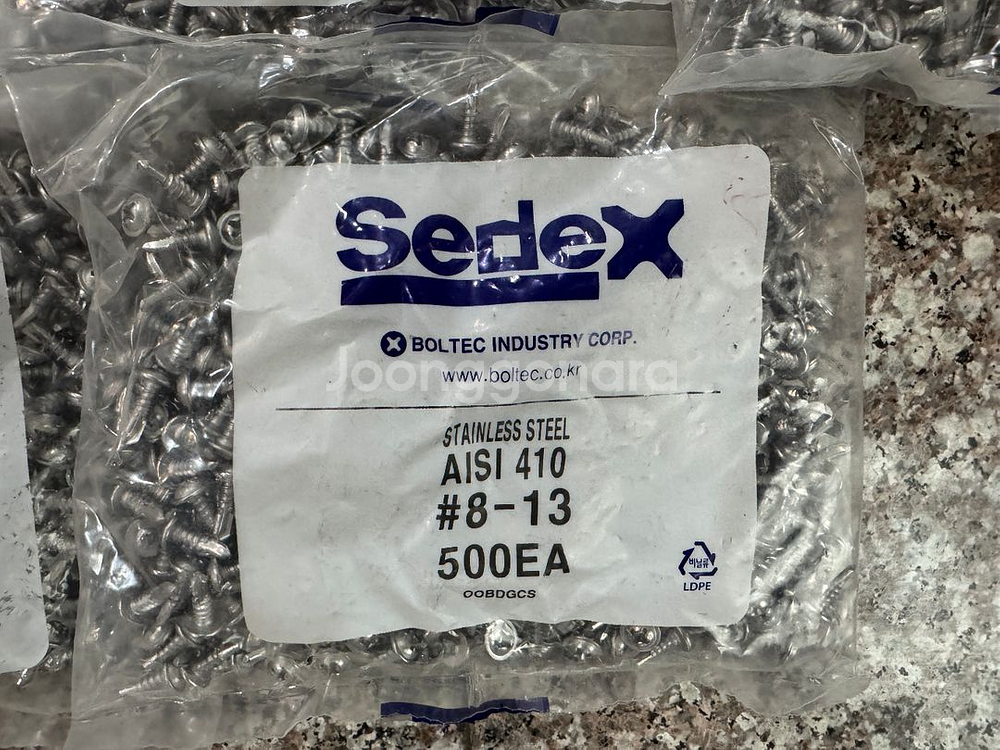 Sedex
BOLTEC INDUSTRY CORP.
www.boltec.co.kr
Joonggonara
STAINLESS STEEL
AISI 410
#8-13
500EA
OOBDGCS
비닐류
LDPE